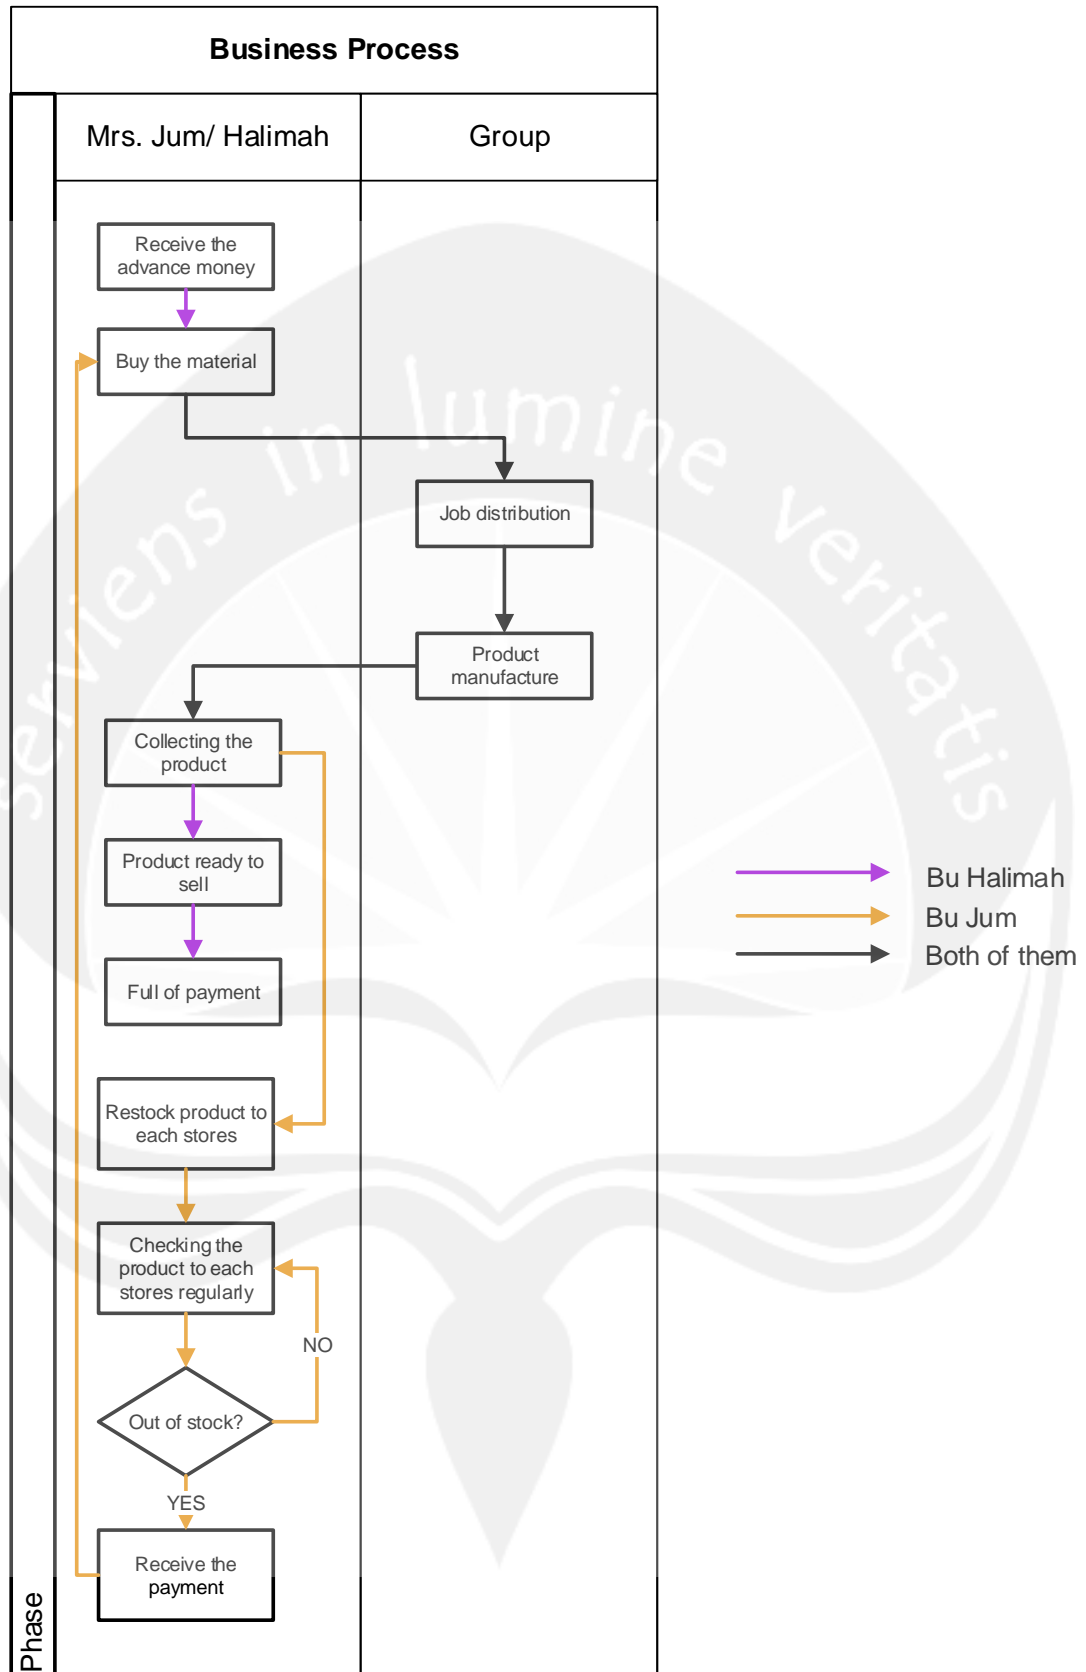 Business Process
Mrs. Jum/ Halimah
Group
Receive the
advance money
Buy the material
Job distribution
Product
manufacture
Collecting the
product
Product ready to
sell
Full of payment
Restock product to
each stores
Checking the
product to each
stores regularly
NO
Out of stock?
YES
Receive the
payment
Phase
Bu Halimah
Bu Jum
Both of them
serviens in lumine veritatis